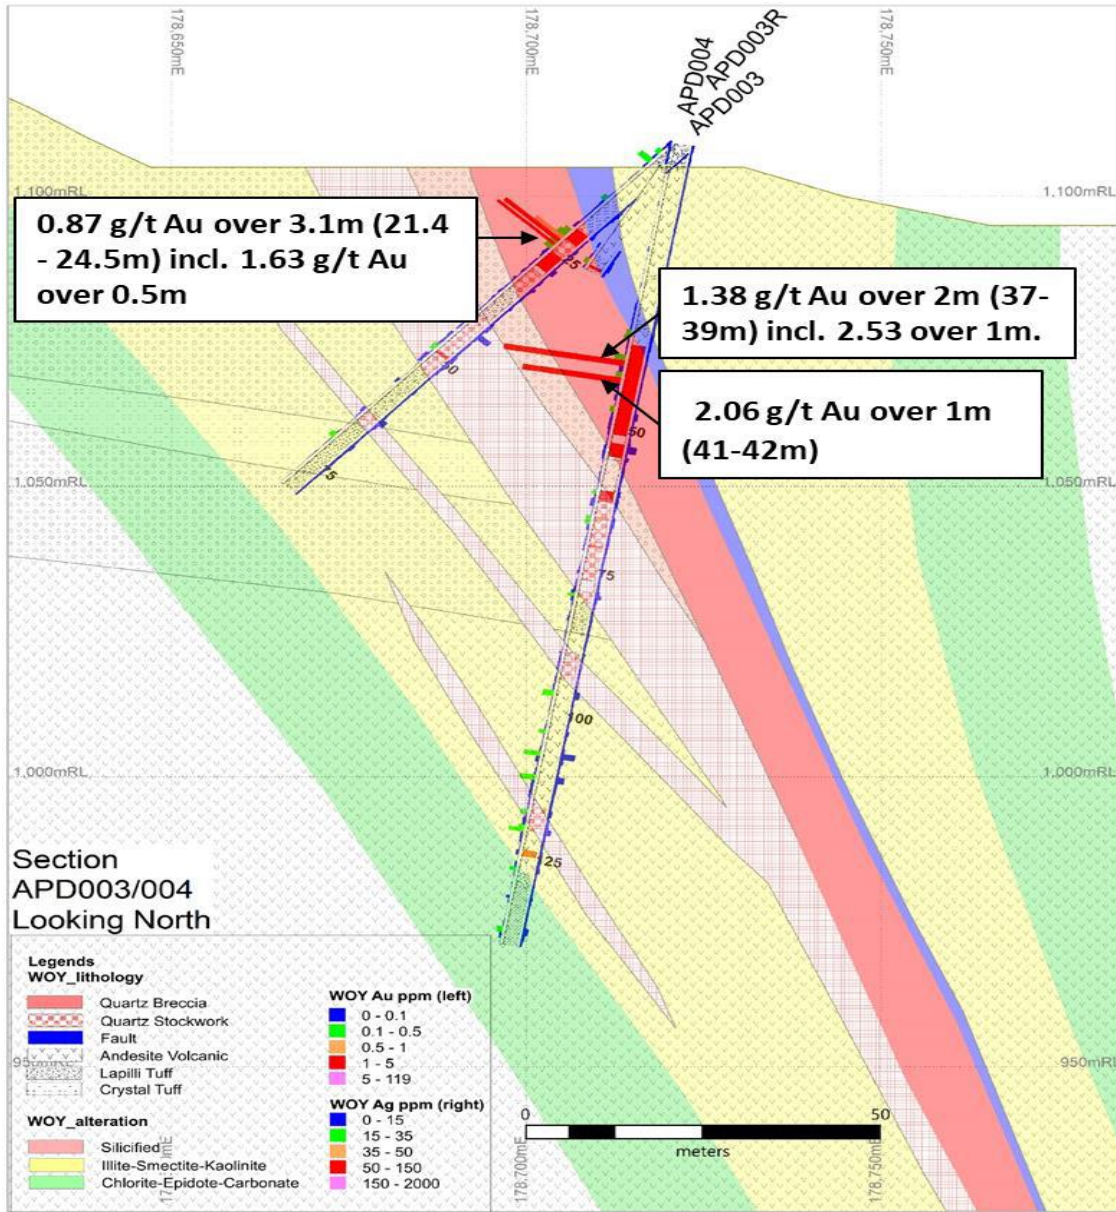 178,650mE
178,700mE
178,750mE
APD004
APD003R
APD003
1,100mRL
1,100mRL
0.87 g/t Au over 3.1m (21.4
- 24.5m) incl. 1.63 g/t Au
over 0.5m
25
1.38 g/t Au over 2m (37-
39m) incl. 2.53 over 1m.
2.06 g/t Au over 1m
(41-42m)
50
50
75
1,050mRL
1,050mRL
75
100
1,000mRL
1,000mRL
25
Section
APD003/004
Looking North
Legends
WOY_lithology
Quartz Breccia
Quartz Stockwork
Fault
Andesite Volcanic
Lapilli Tuff
Crystal Tuff
WOY_alteration
Silicified
Illite-Smectite-Kaolinite
Chlorite-Epidote-Carbonate
WOY Au ppm (left)
0 - 0.1
0.1 - 0.5
0.5 - 1
1 - 5
5 - 119
WOY Ag ppm (right)
0 - 15
15 - 35
35 - 50
50 - 150
150 - 2000
950mRL
0
50
meters
178,700mE
178,750mE